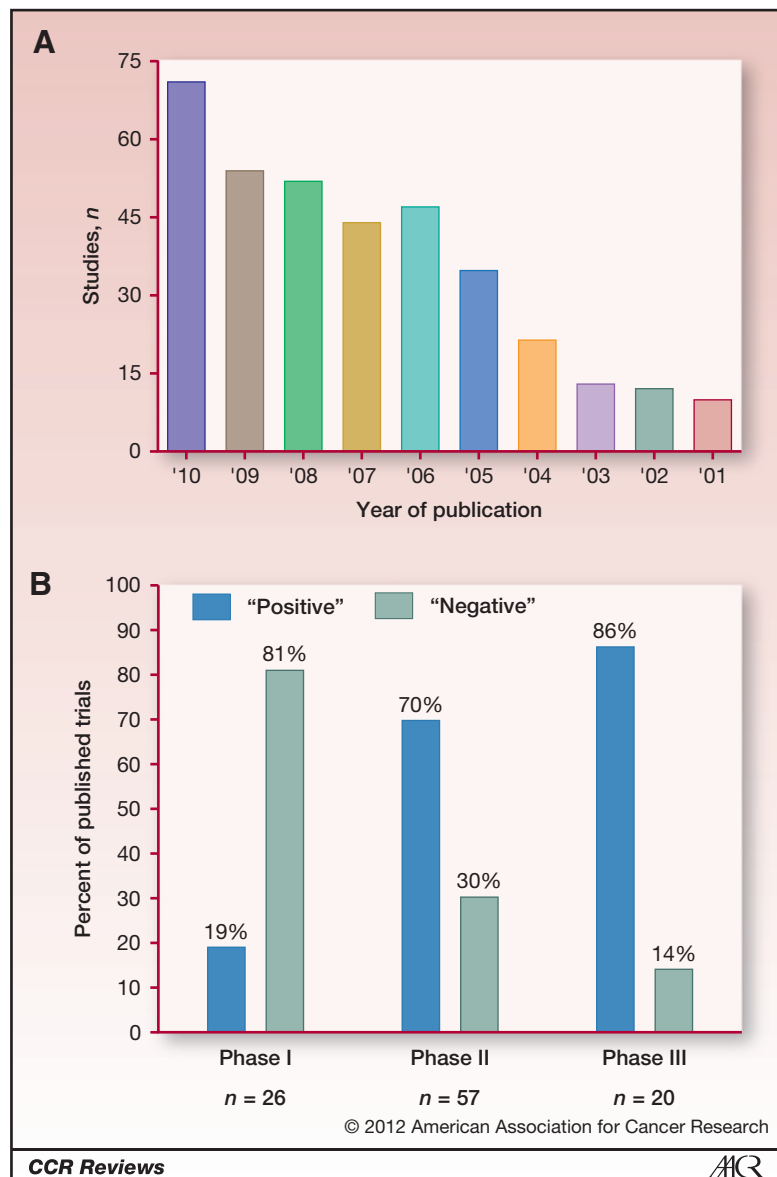 A
75
60
45
30
15
0
Studies, n
'10 '09 '08 '07 '06 '05 '04 '03 '02 '01
Year of publication
B
100
90
80
70
60
50
40
30
20
10
0
Percent of published trials
“Positive” “Negative”
19% 81% 70% 30% 86% 14%
Phase I Phase II Phase III
n = 26 n = 57 n = 20
© 2012 American Association for Cancer Research
CCR Reviews AACR